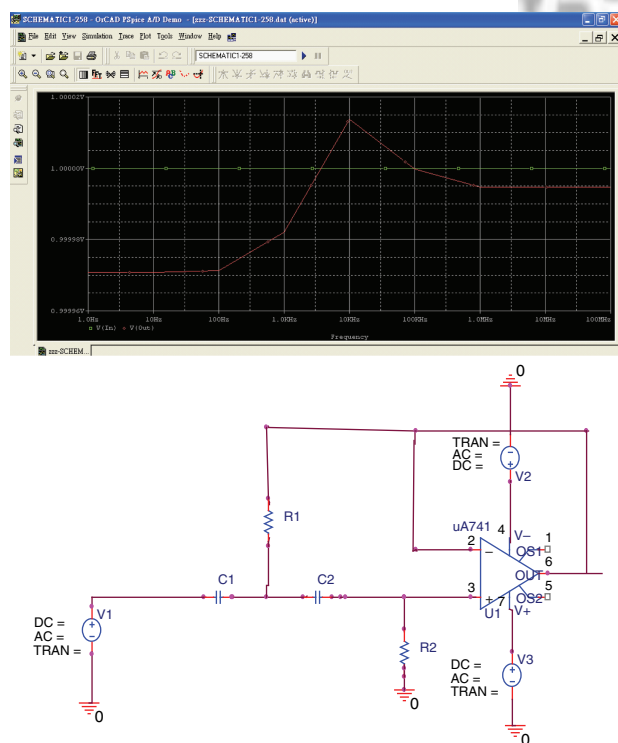 SCHEMATIC1-258 - OrCAD PSpice A/D Demo - [zzz-SCHEMATIC1-258.dat (active)]
File Edit View Simulation Trace Plot Tools Window Help
SCHEMATIC1-258
1.00002V
1.00000V
0.99998V
0.99996V
1.0Hz 10Hz 100Hz 1.0KHz 10KHz 100KHz 1.0MHz 10MHz 100MHz
V(In) V(Out)
Frequency
zzz-SCHEM...
0
TRAN =
AC =
DC =
V2
R1
uA741
4
V-
1
2
-
OS1
6
OUT
C1
C2
3
+
7
OS2
5
U1
V+
V1
DC =
AC =
TRAN =
R2
V3
DC =
AC =
TRAN =
0
0
0